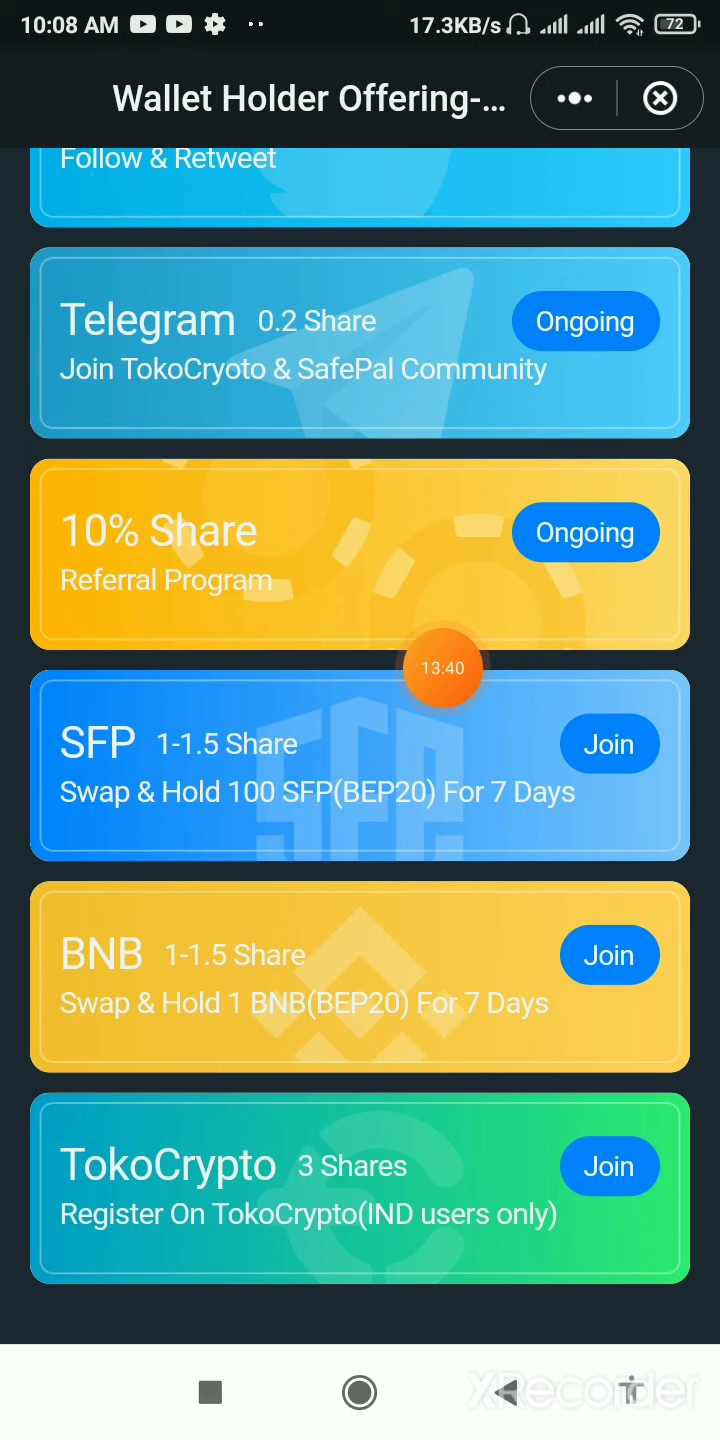 10:08 AM
17.3KB/s
72
Wallet Holder Offering-...
Follow & Retweet
Telegram 0.2 Share
Ongoing
Join TokoCryoto & SafePal Community
10% Share
Ongoing
Referral Program
13:40
SFP 1-1.5 Share
Join
Swap & Hold 100 SFP(BEP20) For 7 Days
BNB 1-1.5 Share
Join
Swap & Hold 1 BNB(BEP20) For 7 Days
TokoCrypto 3 Shares
Join
Register On TokoCrypto(IND users only)
XRecorder